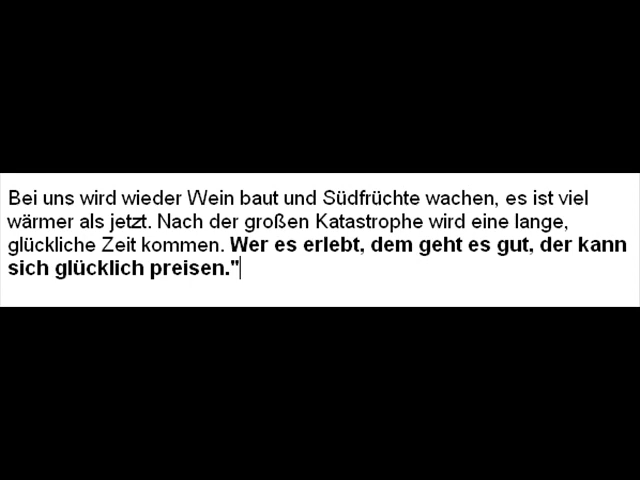 Bei uns wird wieder Wein baut und Südfrüchte wachen, es ist viel
wärmer als jetzt. Nach der großen Katastrophe wird eine lange,
glückliche Zeit kommen. Wer es erlebt, dem geht es gut, der kann
sich glücklich preisen."